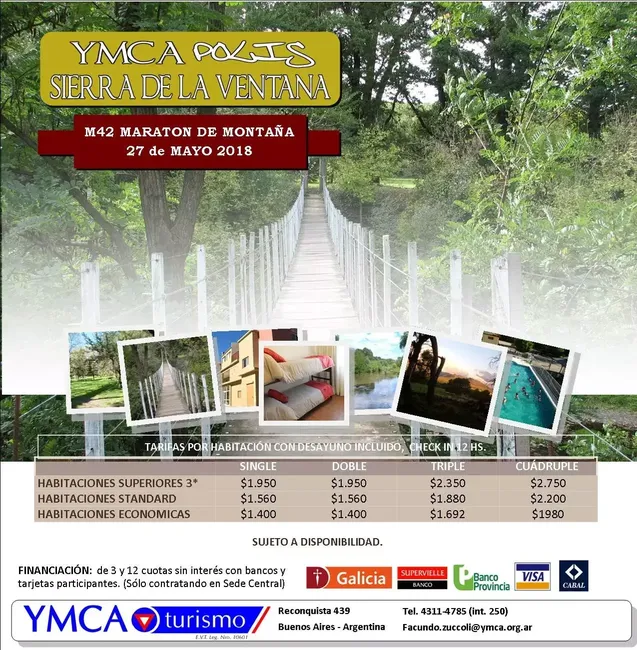 YMCA POLIS
SIERRA DE LA VENTANA
M42 MARATON DE MONTAÑA
27 de MAYO 2018
TARIFAS POR HABITACIÓN CON DESAYUNO INCLUIDO, CHECK IN 12 HS.
SINGLE DOBLE TRIPLE CUÁDRUPLE
HABITACIONES SUPERIORES 3* $1.950 $1.950 $2.350 $2.750
HABITACIONES STANDARD $1.560 $1.560 $1.880 $2.200
HABITACIONES ECONOMICAS $1.400 $1.400 $1.692 $1980
SUJETO A DISPONIBILIDAD.
FINANCIACIÓN: de 3 y 12 cuotas sin interés con bancos y
tarjetas participantes. (Sólo contratando en Sede Central)
Galicia
SUPERVIELLE
BANCO
Banco
Provincia
VISA
CABAL
YMCA turismo
E.V.T. Leg. Nro. 10601
Reconquista 439
Buenos Aires - Argentina
Tel. 4311-4785 (int. 250)
Facundo.zuccoli@ymca.org.ar